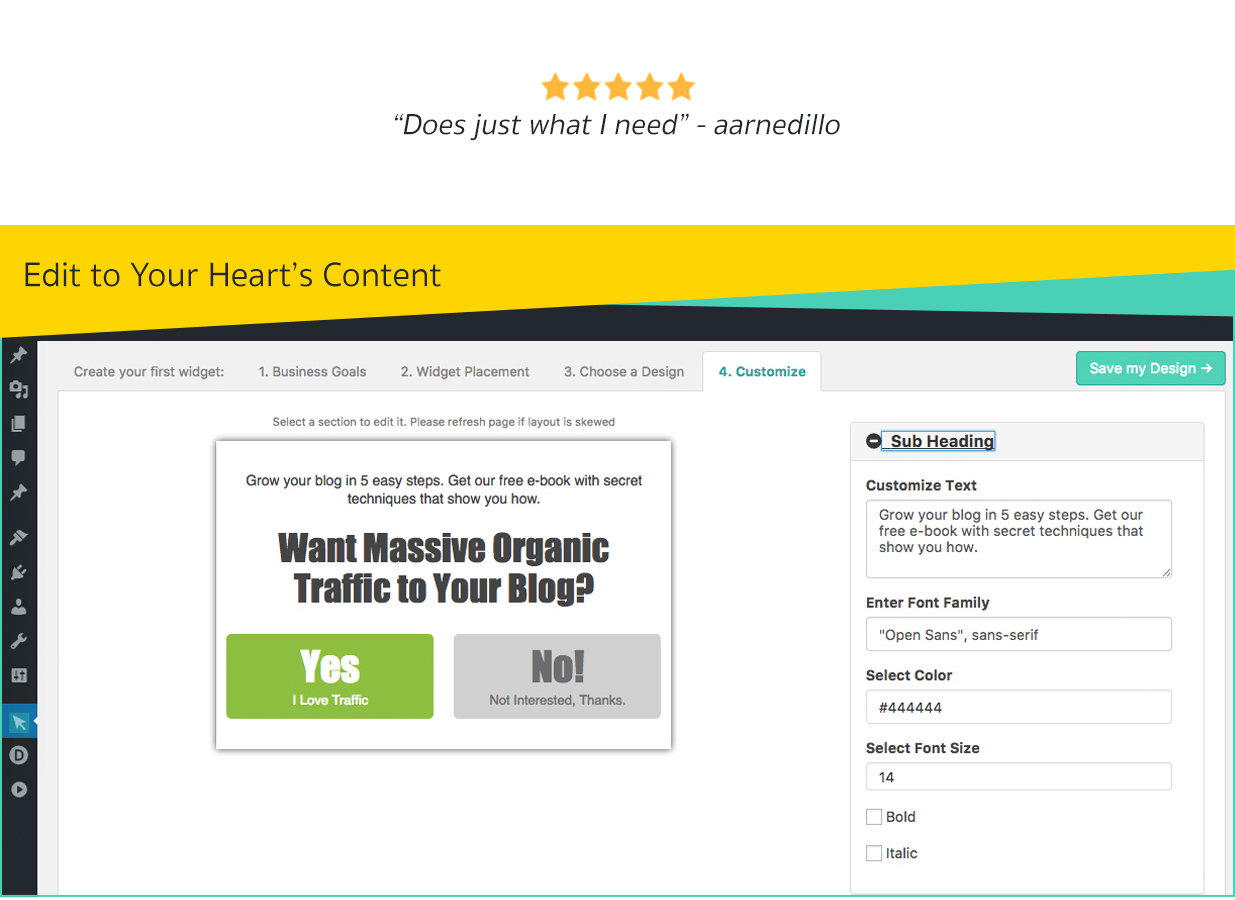 “Does just what I need” - aarnedillo
Edit to Your Heart’s Content
Create your first widget: 1. Business Goals 2. Widget Placement 3. Choose a Design 4. Customize Save my Design →
Select a section to edit it. Please refresh page if layout is skewed
Grow your blog in 5 easy steps. Get our free e-book with secret
techniques that show you how.
Want Massive Organic
Traffic to Your Blog?
Yes
I Love Traffic
No!
Not Interested, Thanks.
Sub Heading
Customize Text
Grow your blog in 5 easy steps. Get our
free e-book with secret techniques that
show you how.
Enter Font Family
"Open Sans", sans-serif
Select Color
#444444
Select Font Size
14
Bold
Italic